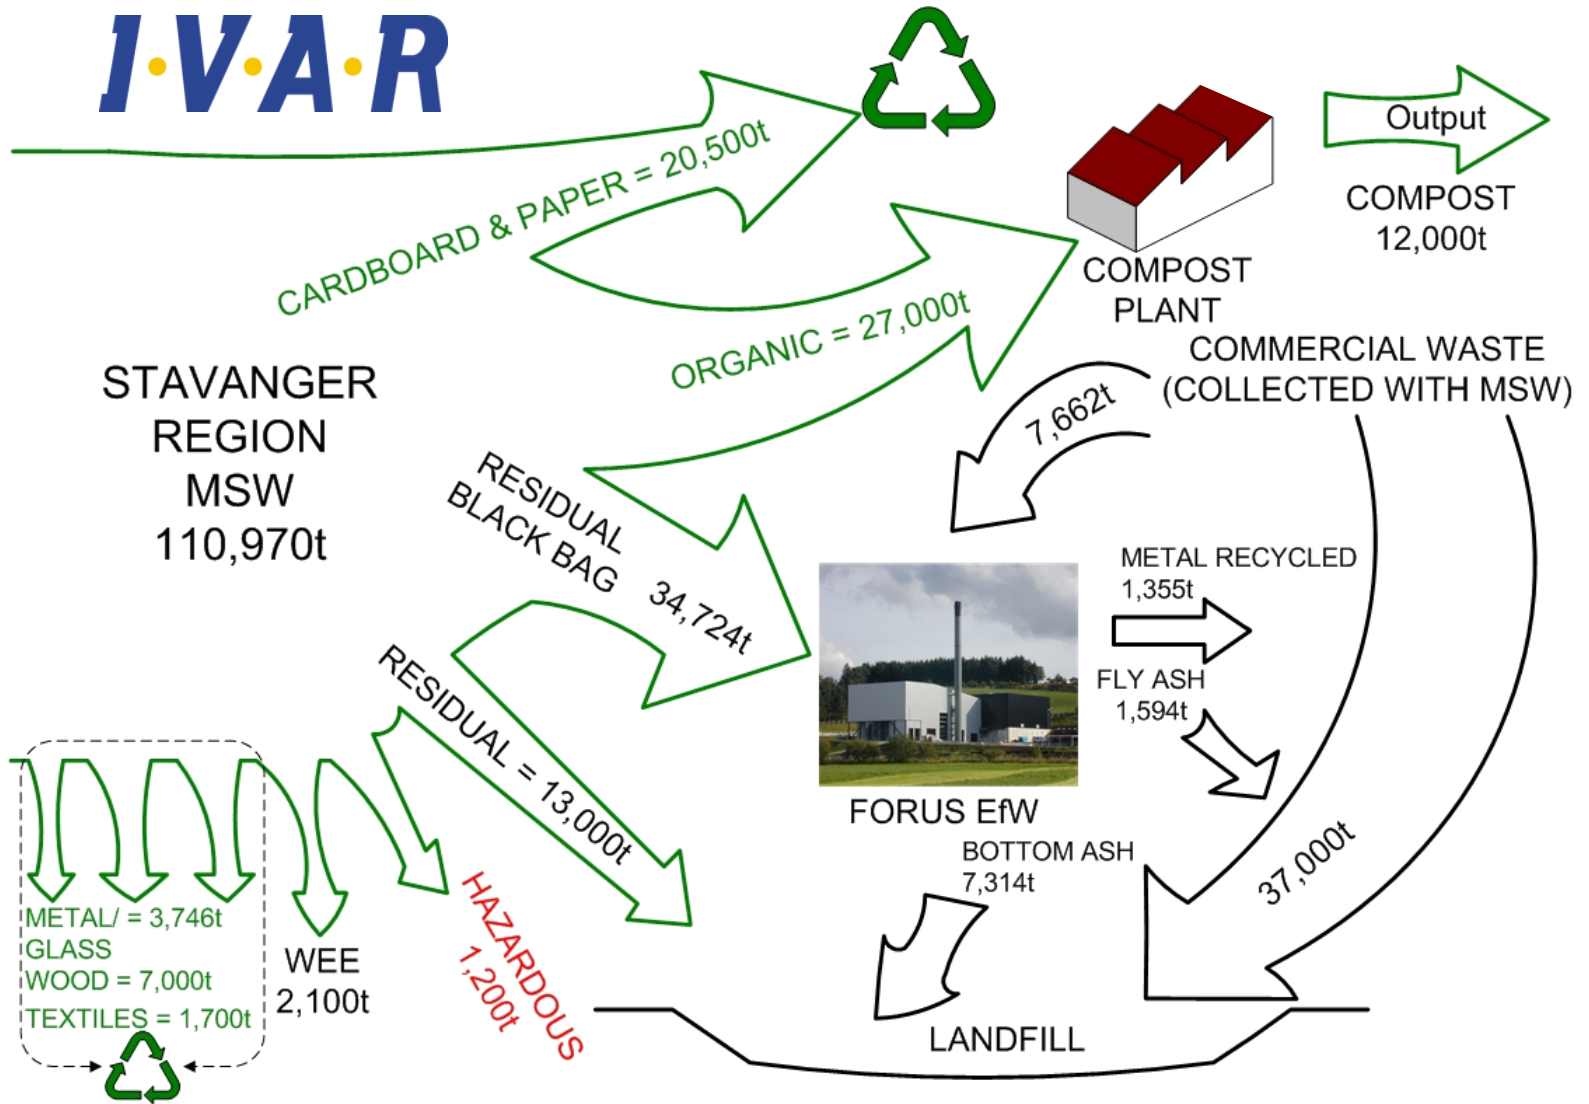 I·V·A·R
CARDBOARD & PAPER = 20,500t
Output
COMPOST
12,000t
COMPOST
PLANT
ORGANIC = 27,000t
COMMERCIAL WASTE
(COLLECTED WITH MSW)
7,662t
STAVANGER
REGION
MSW
110,970t
RESIDUAL
BLACK BAG 34,724t
METAL RECYCLED
1,355t
FLY ASH
1,594t
RESIDUAL = 13,000t
FORUS EfW
BOTTOM ASH
7,314t
37,000t
METAL/ = 3,746t
GLASS
WOOD = 7,000t
TEXTILES = 1,700t
WEE
2,100t
HAZARDOUS
1,200t
LANDFILL